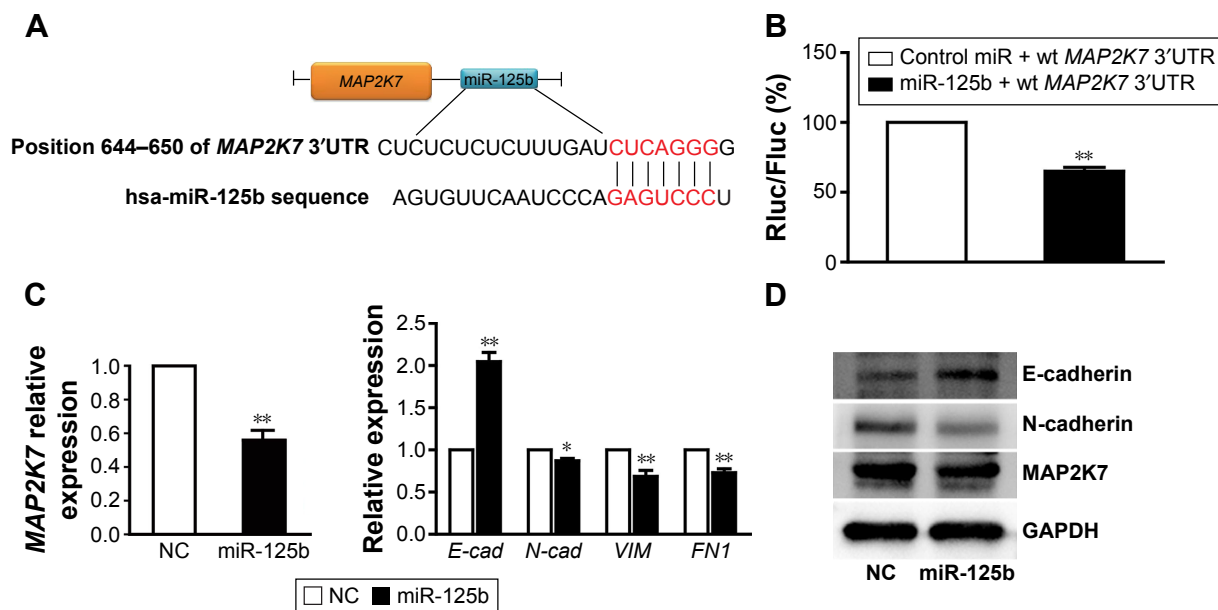 A
MAP2K7
miR-125b
Position 644–650 of MAP2K7 3′UTR CUCUCUCUCUUUGAUCUCAGGGG
hsa-miR-125b sequence AGUGUUCAAUCCCAGAGUCCCU
B
Control miR + wt MAP2K7 3′UTR
miR-125b + wt MAP2K7 3′UTR
Rluc/Fluc (%)
150
100
50
0
**
C
MAP2K7 relative
expression
1.0
0.8
0.6
0.4
0.2
0.0
**
NC miR-125b
Relative expression
2.5
2.0
1.5
1.0
0.5
0.0
** * ** **
E-cad N-cad VIM FN1
NC miR-125b
D
E-cadherin
N-cadherin
MAP2K7
GAPDH
NC miR-125b